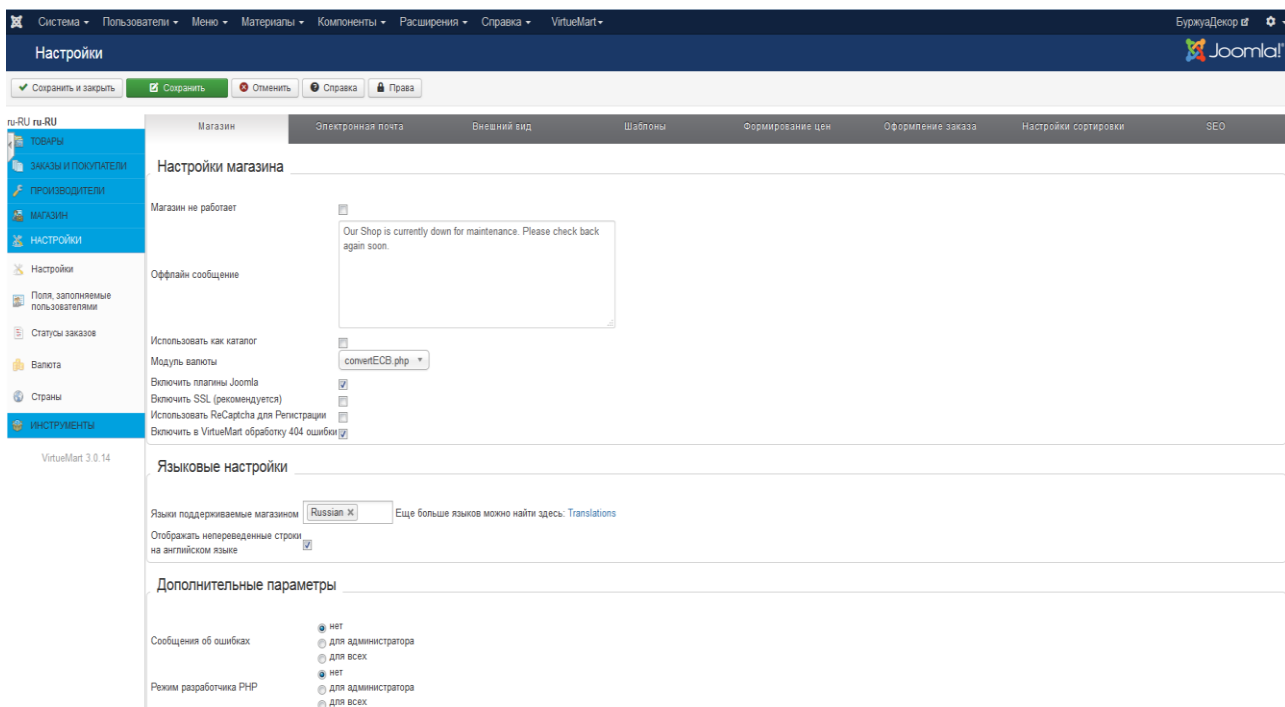 Система Пользователи Меню Материалы Компоненты Расширения Справка VirtueMart БуржуаДекор
Настройки Joomla!
Сохранить и закрыть Сохранить Отменить Справка Права
ru-RU ru-RU
Магазин Электронная почта Внешний вид Шаблоны Формирование цен Оформление заказа Настройки сортировки SEO
ТОВАРЫ
ЗАКАЗЫ И ПОКУПАТЕЛИ
ПРОИЗВОДИТЕЛИ
МАГАЗИН
НАСТРОЙКИ
Настройки
Поля, заполняемые
пользователями
Статусы заказов
Валюта
Страны
ИНСТРУМЕНТЫ
VirtueMart 3.0.14
Настройки магазина
Магазин не работает
Оффлайн сообщение
Our Shop is currently down for maintenance. Please check back
again soon.
Использовать как каталог
Модуль валюты convertECB.php
Включить плагины Joomla
Включить SSL (рекомендуется)
Использовать ReCaptcha для Регистрации
Включить в VirtueMart обработку 404 ошибки
Языковые настройки
Языки поддерживаемые магазином Russian Еще больше языков можно найти здесь: Translations
Отображать непереведенные строки
на английском языке
Дополнительные параметры
Сообщения об ошибках
нет
для администратора
для всех
Режим разработчика PHP
нет
для администратора
для всех